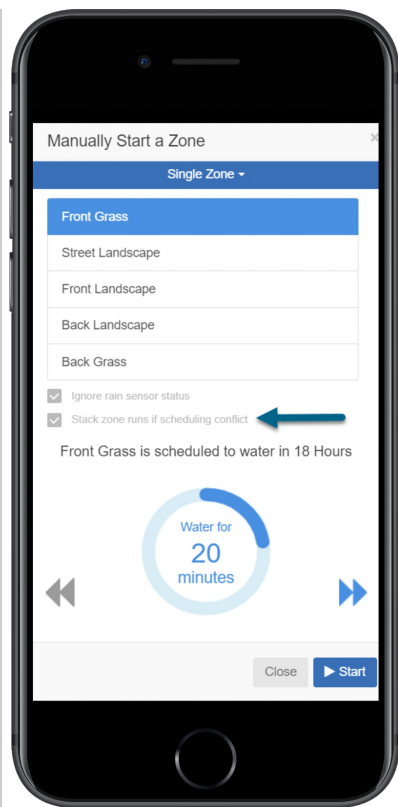 Manually Start a Zone
Single Zone
Front Grass
Street Landscape
Front Landscape
Back Landscape
Back Grass
Ignore rain sensor status
Stack zone runs if scheduling conflict
Front Grass is scheduled to water in 18 Hours
Water for
20
minutes
Close Start